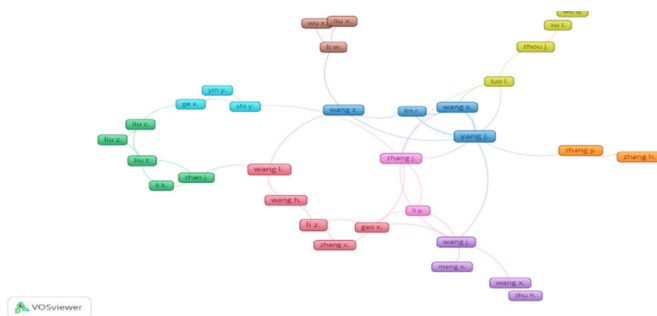 wu x.
liu x.
li w.
xu l.
zhou j.
luo l.
yin y.
ge x.
shi y.
wang z.
lin c.
wang s.
yang j.
liu c.
liu z.
liu t.
li k.
zhao j.
zhang j.
zhang y.
zhang h.
wang l.
wang h.
li y.
li z.
gao x.
zhang x.
wang j.
meng x.
wang x.
zhu h.
VOSviewer